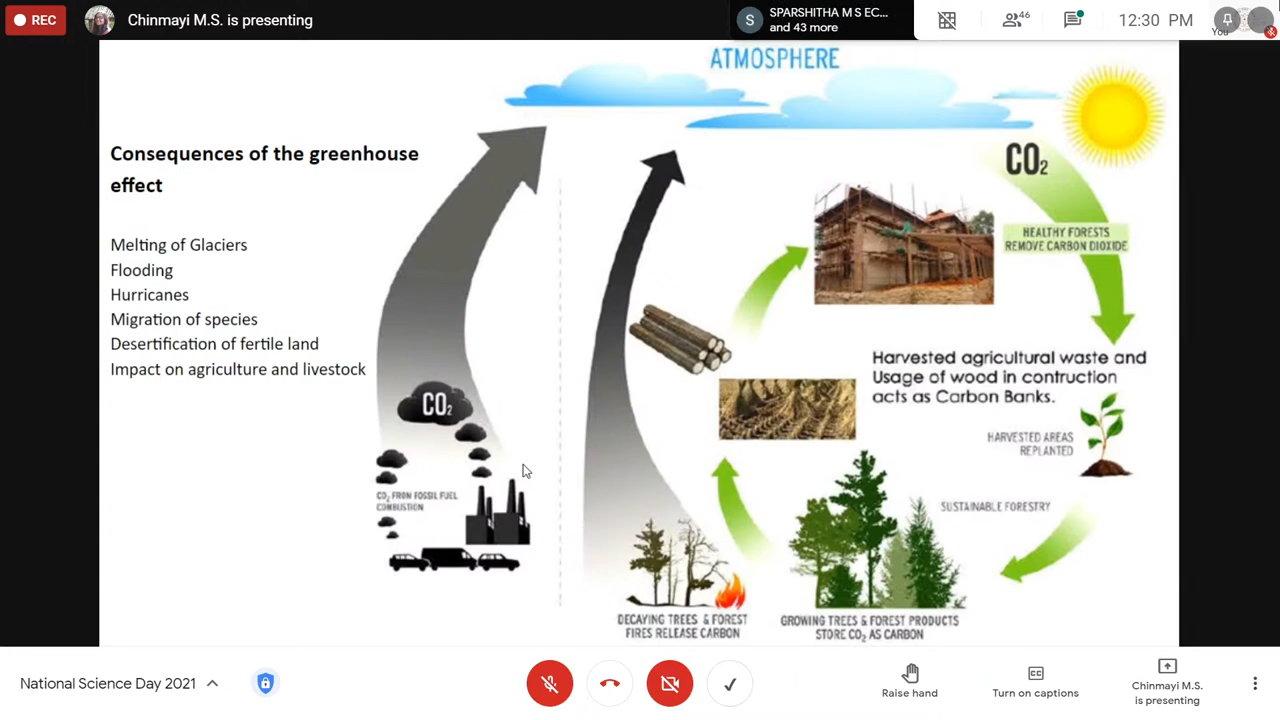 REC
Chinmayi M.S. is presenting
S
SPARSHITHA M S EC...
and 43 more
46
12:30 PM
You
ATMOSPHERE
Consequences of the greenhouse
effect
Melting of Glaciers
Flooding
Hurricanes
Migration of species
Desertification of fertile land
Impact on agriculture and livestock
CO2
CO2 FROM FOSSIL FUEL
COMBUSTION
CO2
HEALTHY FORESTS
REMOVE CARBON DIOXIDE
Harvested agricultural waste and
Usage of wood in contruction
acts as Carbon Banks.
HARVESTED AREAS
REPLANTED
SUSTAINABLE FORESTRY
DECAYING TREES & FOREST
FIRES RELEASE CARBON
GROWING TREES & FOREST PRODUCTS
STORE CO2 AS CARBON
National Science Day 2021
Raise hand
CC
Turn on captions
Chinmayi M.S.
is presenting